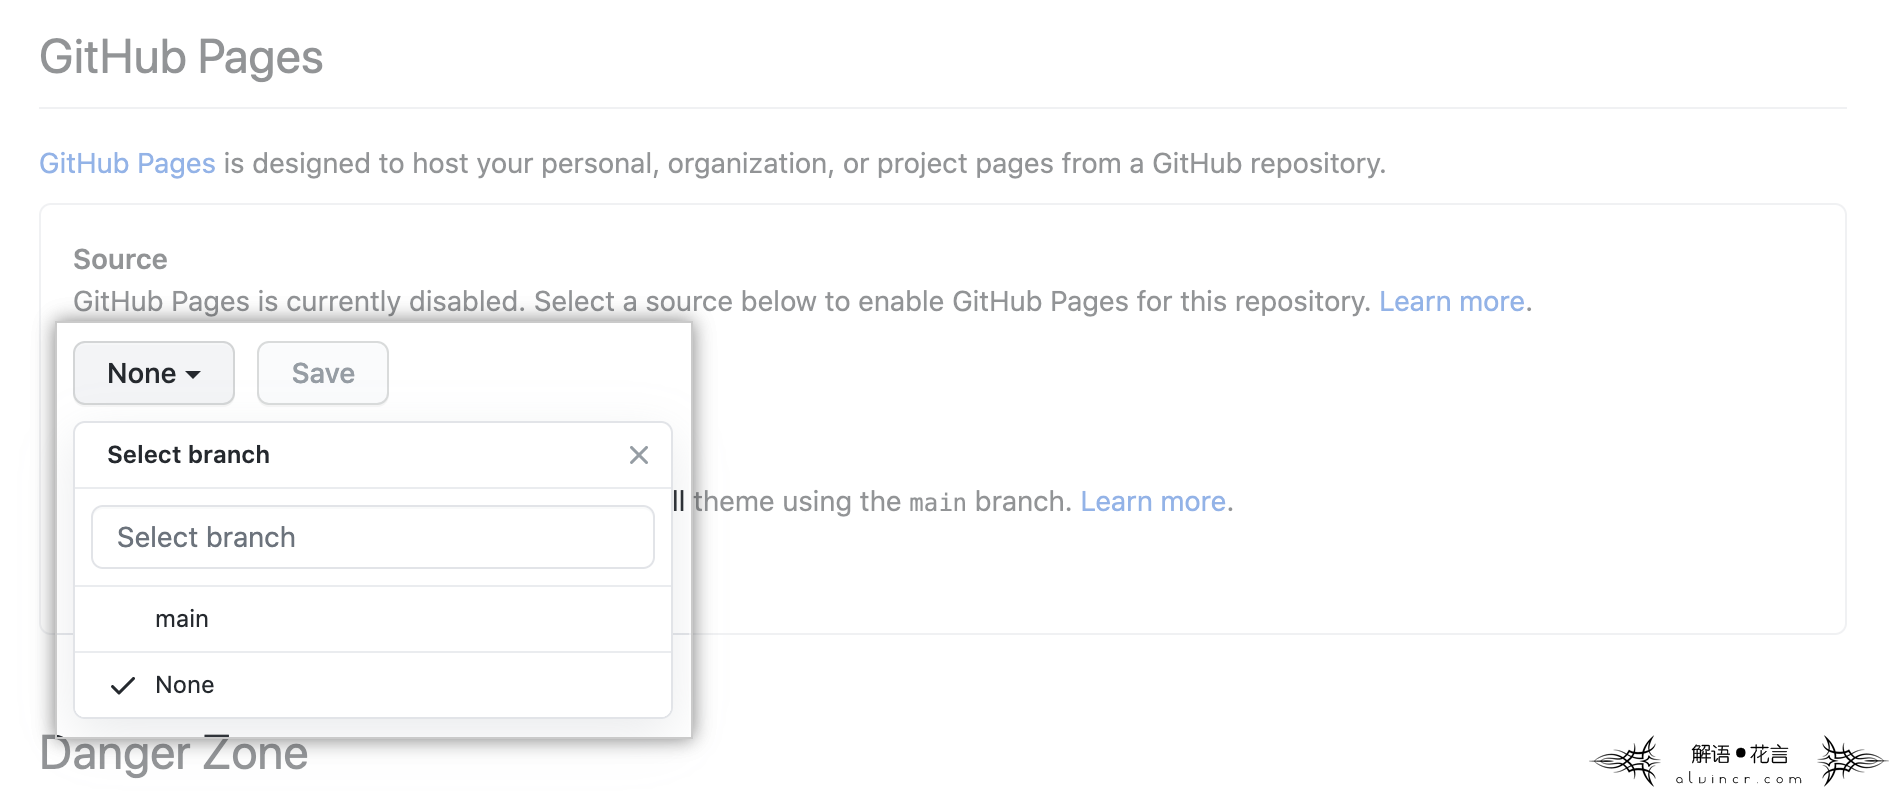 GitHub Pages
GitHub Pages is designed to host your personal, organization, or project pages from a GitHub repository.
Source
GitHub Pages is currently disabled. Select a source below to enable GitHub Pages for this repository. Learn more.
None Save
Select branch
ll theme using the main branch. Learn more.
Select branch
main
None
Danger Zone
解语•花言
alvincr.com